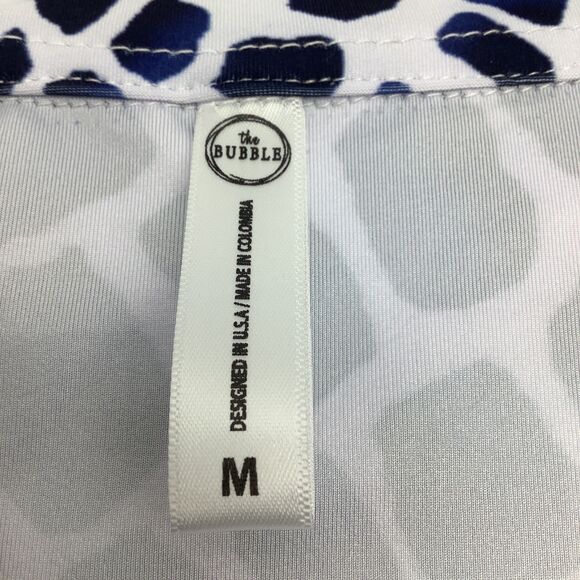 the
BUBBLE
DESIGNED IN U.S.A / MADE IN COLOMBIA
M